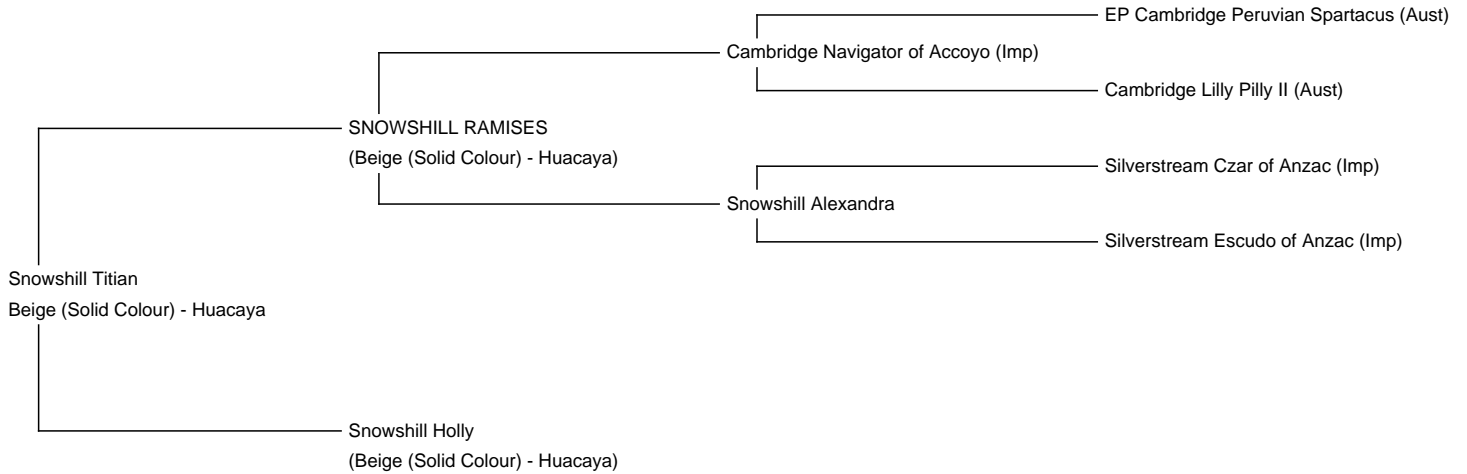 EP Cambridge Peruvian Spartacus (Aust)
Cambridge Navigator of Accoyo (Imp)
Cambridge Lilly Pilly II (Aust)
SNOWSHILL RAMISES
(Beige (Solid Colour) - Huacaya)
Silverstream Czar of Anzac (Imp)
Snowshill Alexandra
Silverstream Escudo of Anzac (Imp)
Snowshill Titian
Beige (Solid Colour) - Huacaya
Snowshill Holly
(Beige (Solid Colour) - Huacaya)